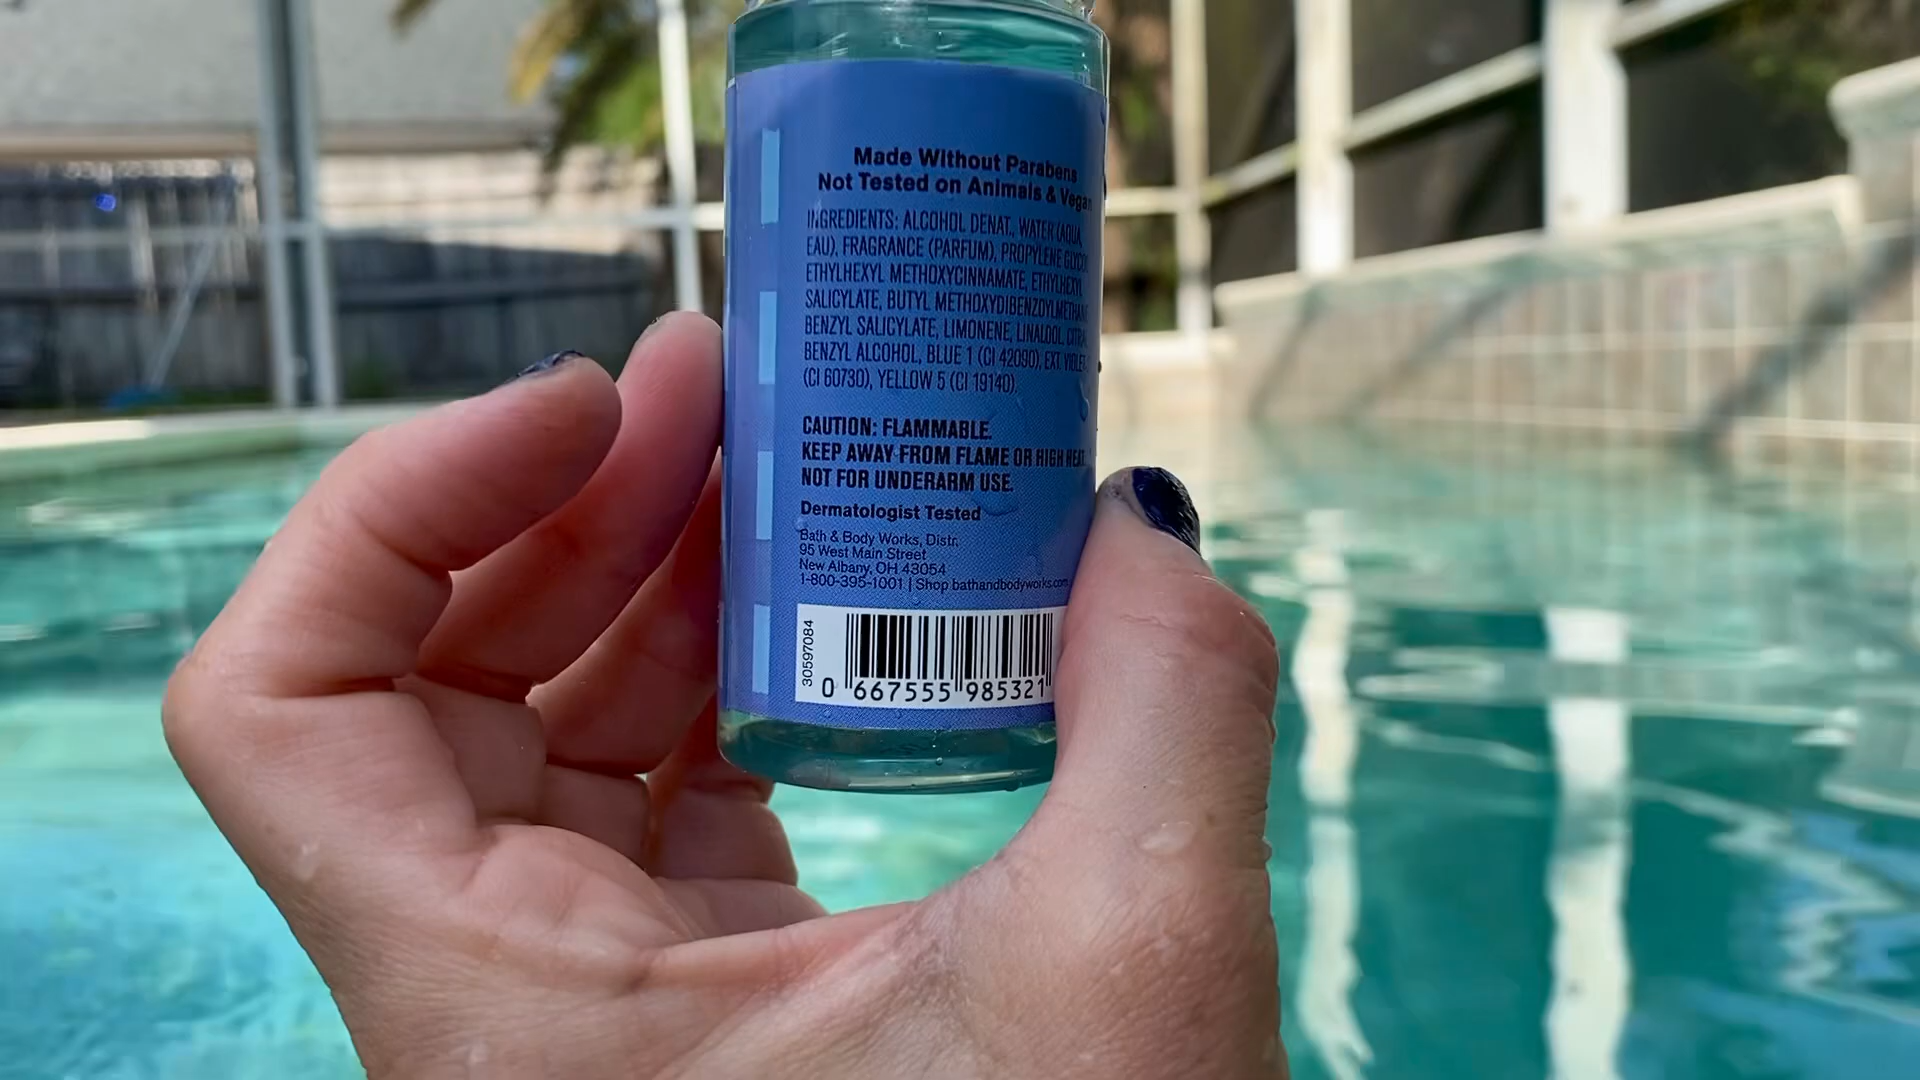 Made Without Parabens
Not Tested on Animals & Vegan
INGREDIENTS: ALCOHOL DENAT., WATER (AQUA,
EAU), FRAGRANCE (PARFUM), PROPYLENE GLYCOL,
ETHYLHEXYL METHOXYCINNAMATE, ETHYLHEXYL
SALICYLATE, BUTYL METHOXYDIBENZOYLMETHANE,
BENZYL SALICYLATE, LIMONENE, LINALOOL, CITRAL,
BENZYL ALCOHOL, BLUE 1 (CI 42090), EXT. VIOLET
(CI 60730), YELLOW 5 (CI 19140).
CAUTION: FLAMMABLE.
KEEP AWAY FROM FLAME OR HIGH HEAT.
NOT FOR UNDERARM USE.
Dermatologist Tested
Bath & Body Works, Distr.
95 West Main Street
New Albany, OH 43054
1-800-395-1001 | Shop bathandbodyworks.com
30597084
0 667555 985321